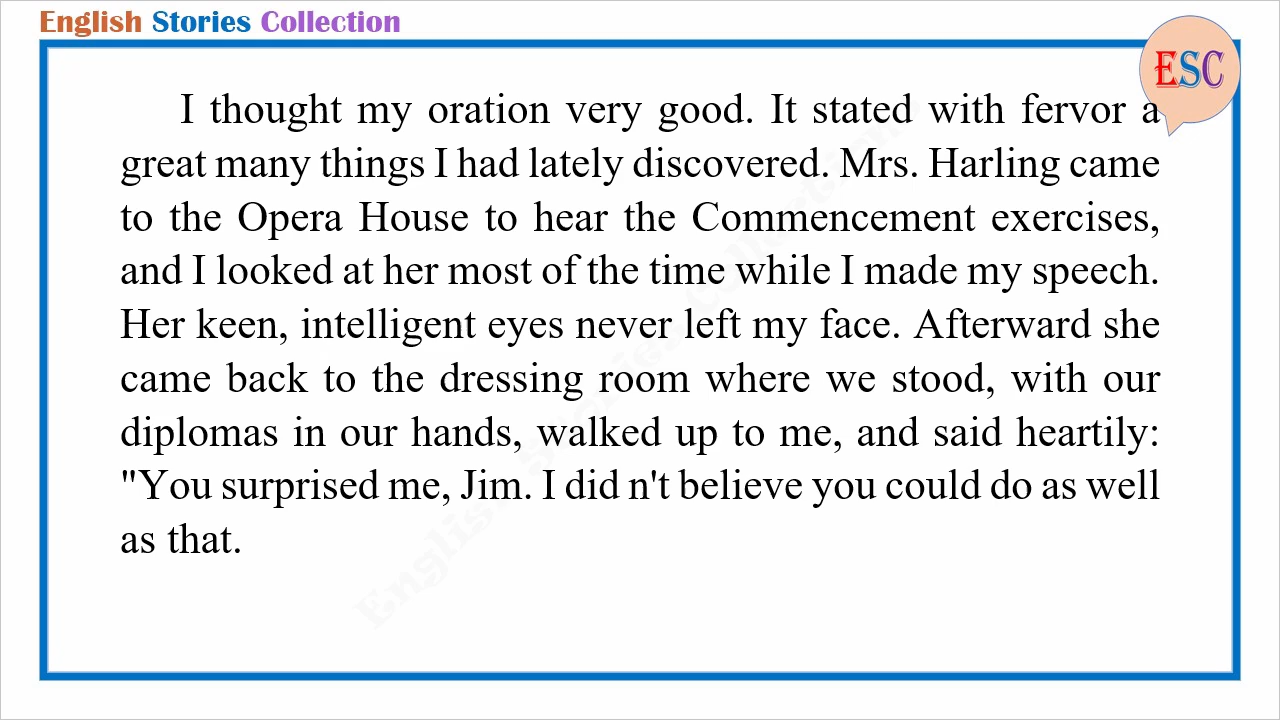 English Stories Collection
ESC
I thought my oration very good. It stated with fervor a
great many things I had lately discovered. Mrs. Harling came
to the Opera House to hear the Commencement exercises,
and I looked at her most of the time while I made my speech.
Her keen, intelligent eyes never left my face. Afterward she
came back to the dressing room where we stood, with our
diplomas in our hands, walked up to me, and said heartily:
"You surprised me, Jim. I did n't believe you could do as well
as that.
English Stories Collection